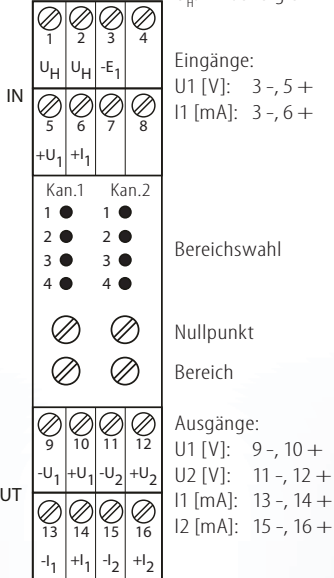 1 2 3 4
U_H U_H -E_1
IN
Eingänge:
U1 [V]: 3 -, 5 +
I1 [mA]: 3 -, 6 +
5 6 7 8
+U_1 +I_1
Kan.1 Kan.2
1 1
2 2
3 3
4 4
Bereichswahl
Nullpunkt
Bereich
Ausgänge:
9 10 11 12
-U_1 +U_1 -U_2 +U_2
U1 [V]: 9 -, 10 +
U2 [V]: 11 -, 12 +
I1 [mA]: 13 -, 14 +
I2 [mA]: 15 -, 16 +
UT
13 14 15 16
-I_1 +I_1 -I_2 +I_2